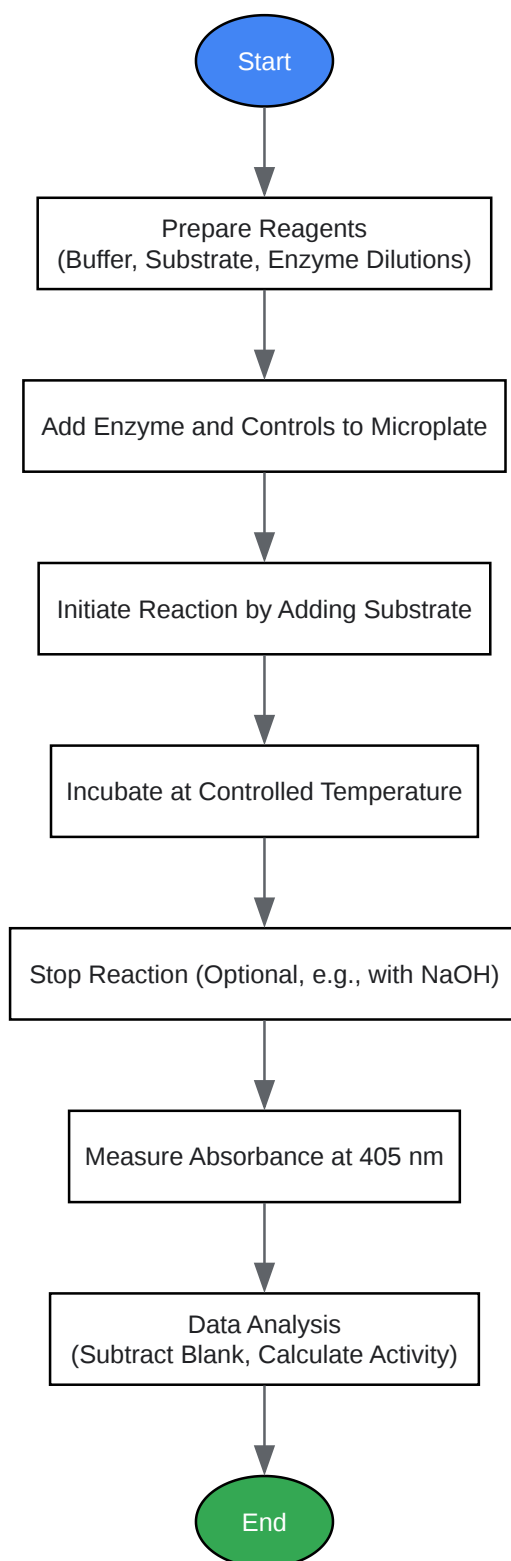 Start
Prepare Reagents
(Buffer, Substrate, Enzyme Dilutions)
Add Enzyme and Controls to Microplate
Initiate Reaction by Adding Substrate
Incubate at Controlled Temperature
Stop Reaction (Optional, e.g., with NaOH)
Measure Absorbance at 405 nm
Data Analysis
(Subtract Blank, Calculate Activity)
End